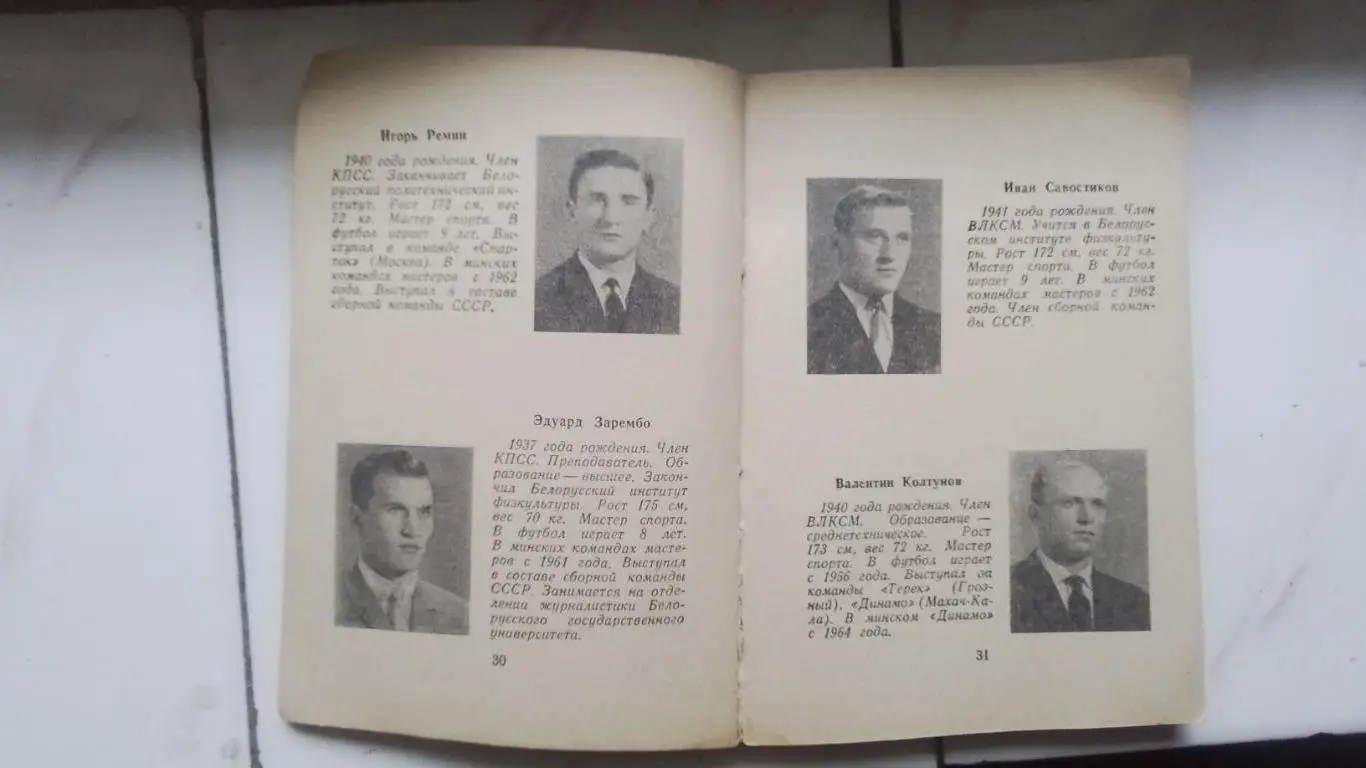 Игорь Ремин
1940 года рождения. Член
КПСС. Заканчивает Бело-
русский политехнический ин-
ститут. Рост 172 см, вес
72 кг. Мастер спорта. В
футбол играет 9 лет. Вы-
ступал в команде «Спар-
ток» (Москва). В минских
командах мастеров с 1962
года. Выступал в составе
сборной команды СССР.
Эдуард Зарембо
1937 года рождения. Член
КПСС. Преподаватель. Об-
разование — высшее. Закон-
чил Белорусский институт
физкультуры. Рост 175 см,
вес 70 кг. Мастер спорта.
В футбол играет 8 лет.
В минских командах масте-
ров с 1961 года. Выступал
в составе сборной команды
СССР. Занимается на отде-
лении журналистики Бело-
русского государственного
университета.
30
Иван Савостиков
1941 года рождения. Член
ВЛКСМ. Учится в Белорус-
ском институте физкульту-
ры. Рост 172 см, вес 72 кг.
Мастер спорта. В футбол
играет 9 лет. В минских
командах мастеров с 1962
года. Член сборной коман-
ды СССР.
Валентин Колтунов
1940 года рождения. Член
ВЛКСМ. Образавание —
среднетехническое. Рост
173 см, вес 72 кг. Мастер
спорта. В футбол играет
с 1956 года. Выступал за
команды «Терек» (Гроз-
ный), «Динамо» (Махач-Ка-
ла). В минском «Динамо»
с 1964 года.
31